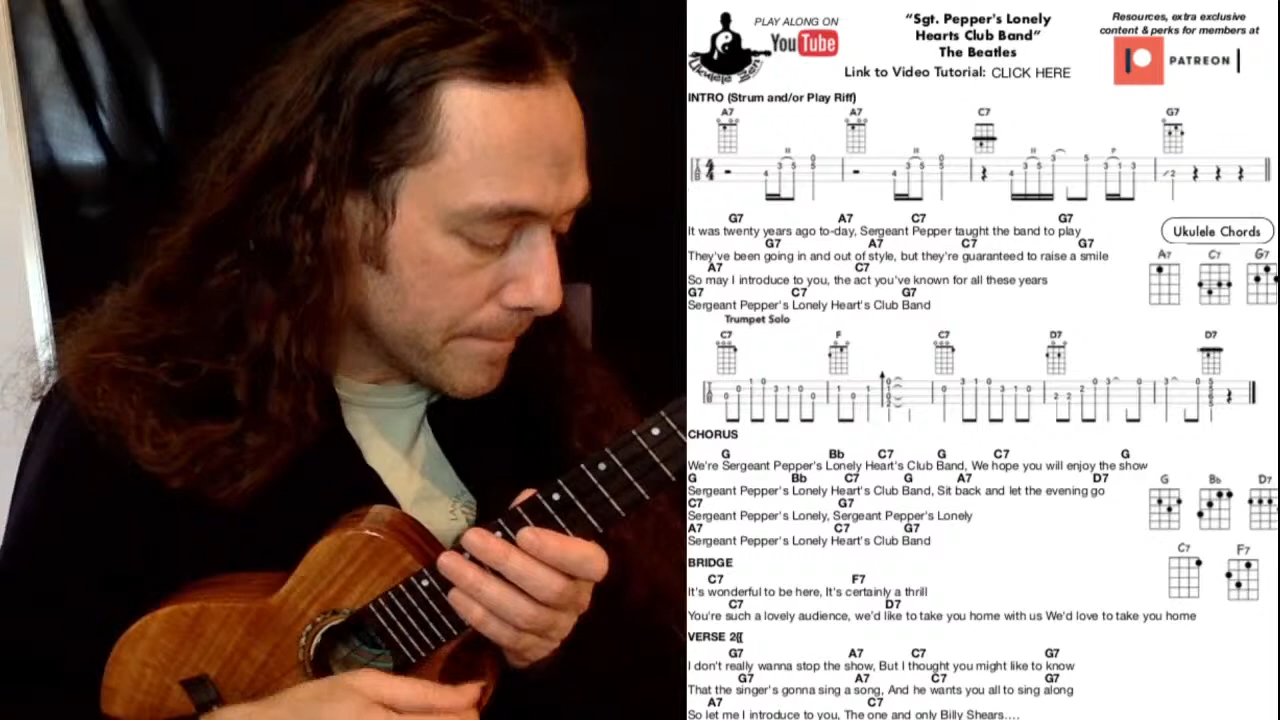 PLAY ALONG ON
YouTube
Ukulele Zen
"Sgt. Pepper's Lonely
Hearts Club Band"
The Beatles
Link to Video Tutorial: CLICK HERE
Resources, extra exclusive
content & perks for members at
PATREON
INTRO (Strum and/or Play Riff)
A7 A7 C7 G7
G7 A7 C7 G7
It was twenty years ago to-day, Sergeant Pepper taught the band to play
G7 A7 C7 G7
They've been going in and out of style, but they're guaranteed to raise a smile
A7 C7
So may I introduce to you, the act you've known for all these years
G7 C7 G7
Sergeant Pepper's Lonely Heart's Club Band
Ukulele Chords
A7 C7 G7
Trumpet Solo
C7 F C7 D7 D7
CHORUS
G Bb C7 G C7 G
We're Sergeant Pepper's Lonely Heart's Club Band, We hope you will enjoy the show
G Bb C7 G A7 D7
Sergeant Pepper's Lonely Heart's Club Band, Sit back and let the evening go
C7 G7
Sergeant Pepper's Lonely, Sergeant Pepper's Lonely
A7 C7 G7
Sergeant Pepper's Lonely Heart's Club Band
G Bb D7
C7 F7
BRIDGE
C7 F7
It's wonderful to be here, It's certainly a thrill
C7 D7
You're such a lovely audience, we'd like to take you home with us We'd love to take you home
VERSE 2{{
G7 A7 C7 G7
I don't really wanna stop the show, But I thought you might like to know
G7 A7 C7 G7
That the singer's gonna sing a song, And he wants you all to sing along
A7 C7
So let me I introduce to you, The one and only Billy Shears....